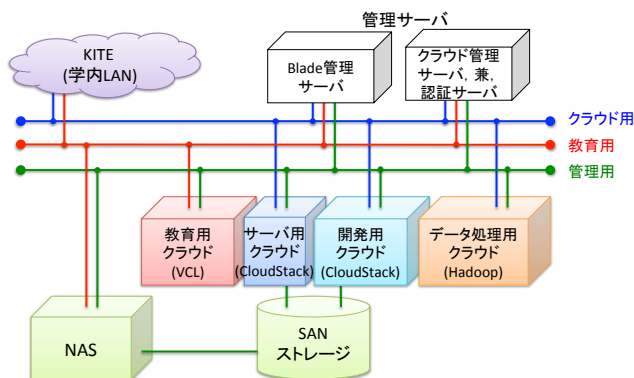 管理サーバ
KITE
(学内LAN)
Blade管理
サーバ
クラウド管理
サーバ, 兼,
認証サーバ
クラウド用
教育用
管理用
教育用
クラウド
(VCL)
サーバ用
クラウド
(CloudStack)
開発用
クラウド
(CloudStack)
データ処理用
クラウド
(Hadoop)
NAS
SAN
ストレージ